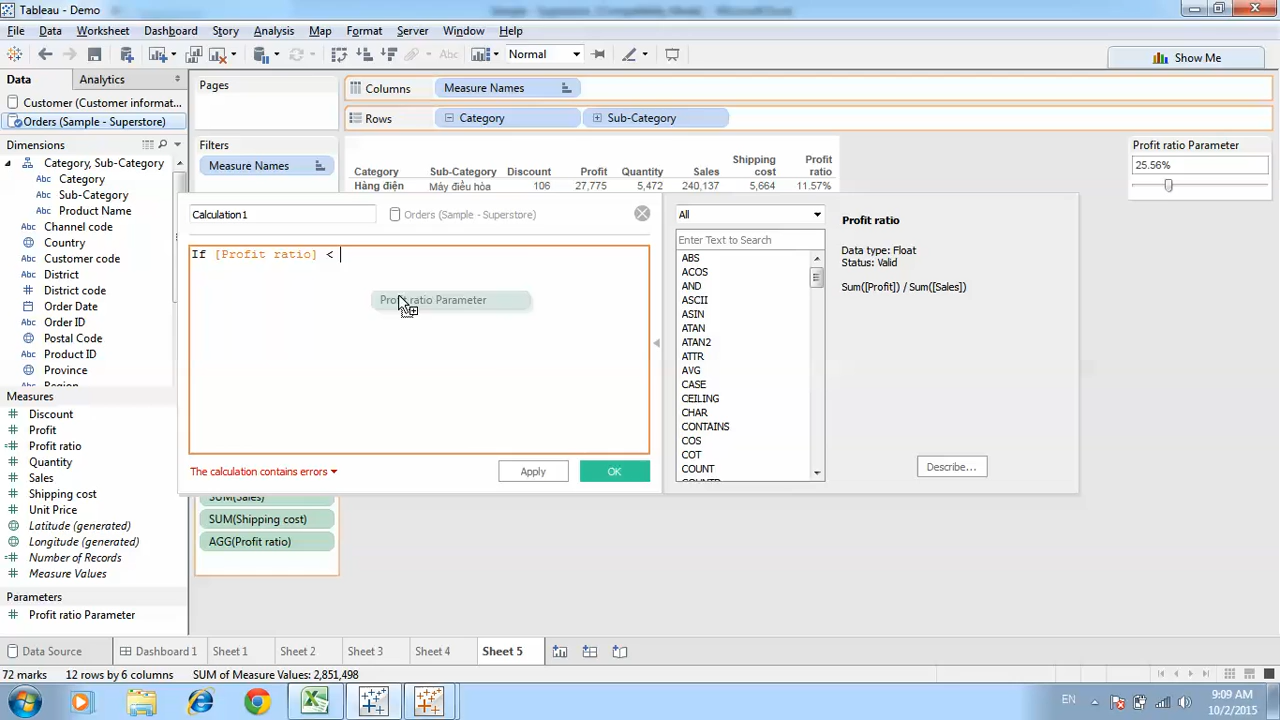 Tableau - Demo
File Data Worksheet Dashboard Story Analysis Map Format Server Window Help
Abc Normal Show Me
Data Analytics
Pages
Columns Measure Names
Customer (Customer informat...
Orders (Sample - Superstore)
Rows Category Sub-Category
Dimensions
Filters
Measure Names
Category, Sub-Category
Abc Category
Abc Sub-Category
Abc Product Name
Abc Channel code
Country
Abc Customer code
District
Abc District code
Order Date
Abc Order ID
Postal Code
Abc Product ID
Province
Region
Category Sub-Category Discount Profit Quantity Sales Shipping cost Profit ratio
Hàng điện Máy điều hòa 106 27,775 5,472 240,137 5,664 11.57%
Profit ratio Parameter
25.56%
Calculation1
Orders (Sample - Superstore)
If [Profit ratio] <
Profit ratio Parameter
The calculation contains errors
Apply
OK
All
Enter Text to Search
ABS
ACOS
AND
ASCII
ASIN
ATAN
ATAN2
ATTR
AVG
CASE
CEILING
CHAR
CONTAINS
COS
COT
COUNT
COUNTD
Profit ratio
Data type: Float
Status: Valid
Sum([Profit]) / Sum([Sales])
Describe...
Measures
Discount
Profit
Profit ratio
Quantity
Sales
Shipping cost
Unit Price
Latitude (generated)
Longitude (generated)
Number of Records
Measure Values
SUM(Sales)
SUM(Shipping cost)
AGG(Profit ratio)
Parameters
Profit ratio Parameter
Data Source Dashboard 1 Sheet 1 Sheet 2 Sheet 3 Sheet 4 Sheet 5
72 marks 12 rows by 6 columns SUM of Measure Values: 2,851,498
EN
9:09 AM
10/2/2015